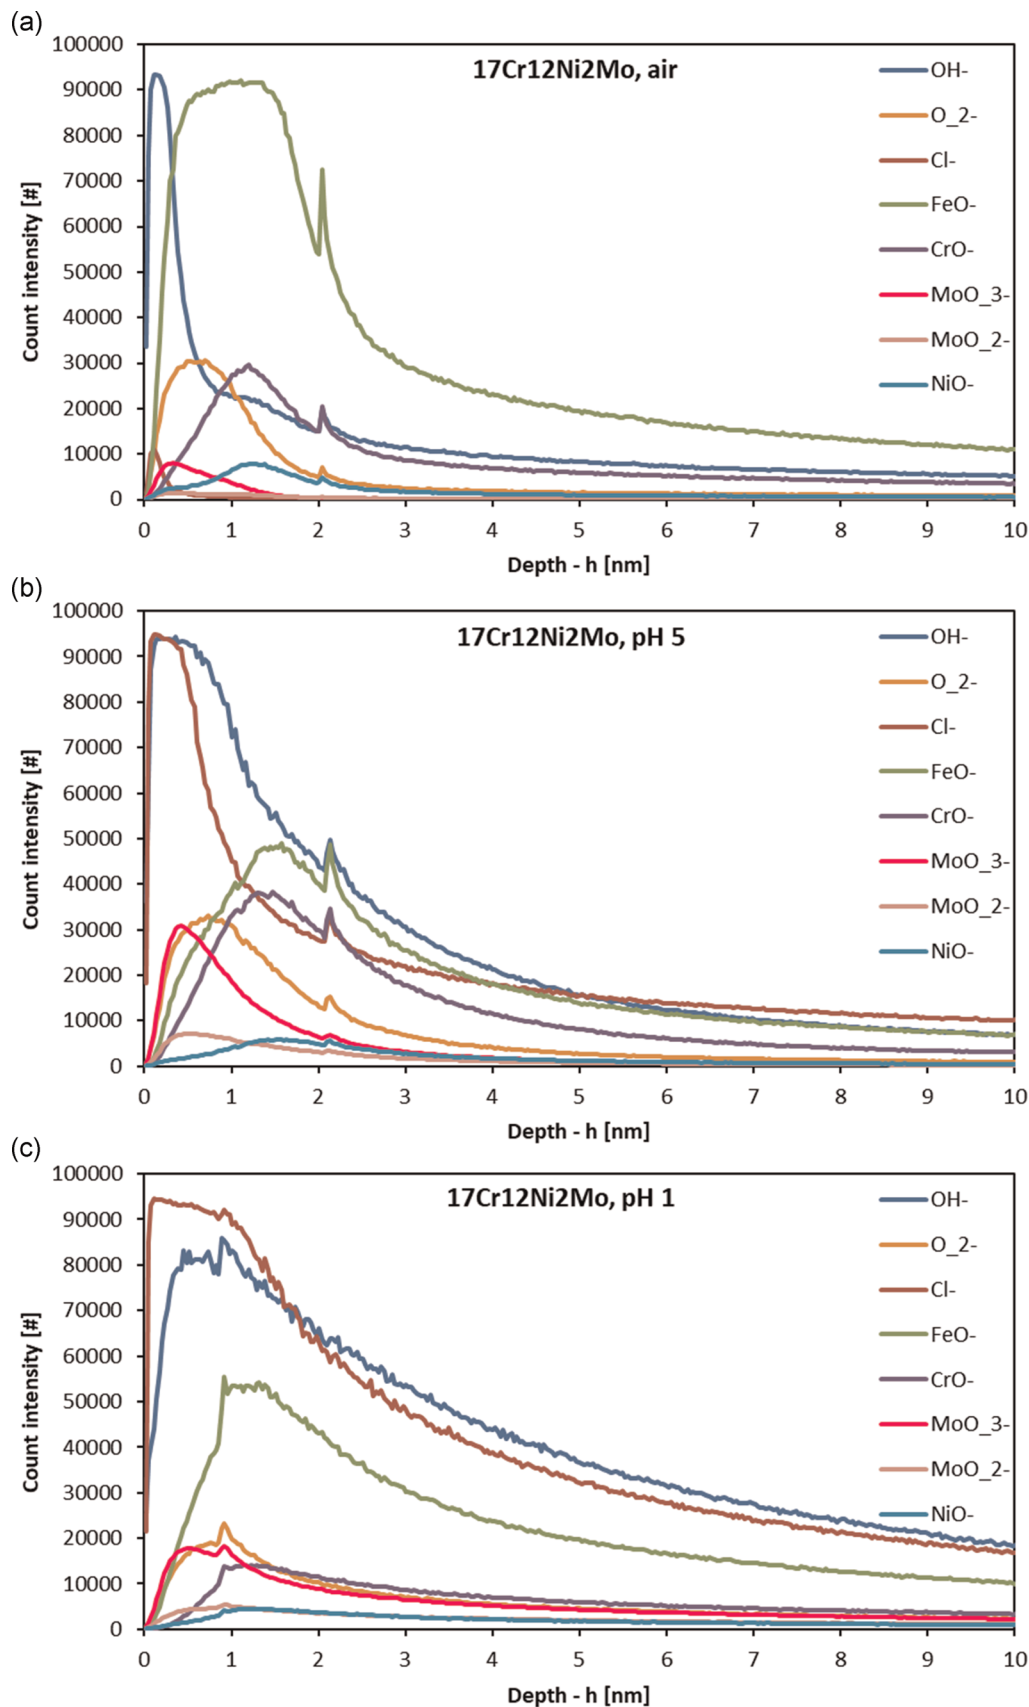 (a)
17Cr12Ni2Mo, air
Count intensity [#]
100000
90000
80000
70000
60000
50000
40000
30000
20000
10000
0
0 1 2 3 4 5 6 7 8 9 10
Depth - h [nm]
OH-
O_2-
Cl-
FeO-
CrO-
MoO_3-
MoO_2-
NiO-
(b)
17Cr12Ni2Mo, pH 5
Count intensity [#]
100000
90000
80000
70000
60000
50000
40000
30000
20000
10000
0
0 1 2 3 4 5 6 7 8 9 10
Depth - h [nm]
OH-
O_2-
Cl-
FeO-
CrO-
MoO_3-
MoO_2-
NiO-
(c)
17Cr12Ni2Mo, pH 1
Count intensity [#]
100000
90000
80000
70000
60000
50000
40000
30000
20000
10000
0
0 1 2 3 4 5 6 7 8 9 10
Depth - h [nm]
OH-
O_2-
Cl-
FeO-
CrO-
MoO_3-
MoO_2-
NiO-